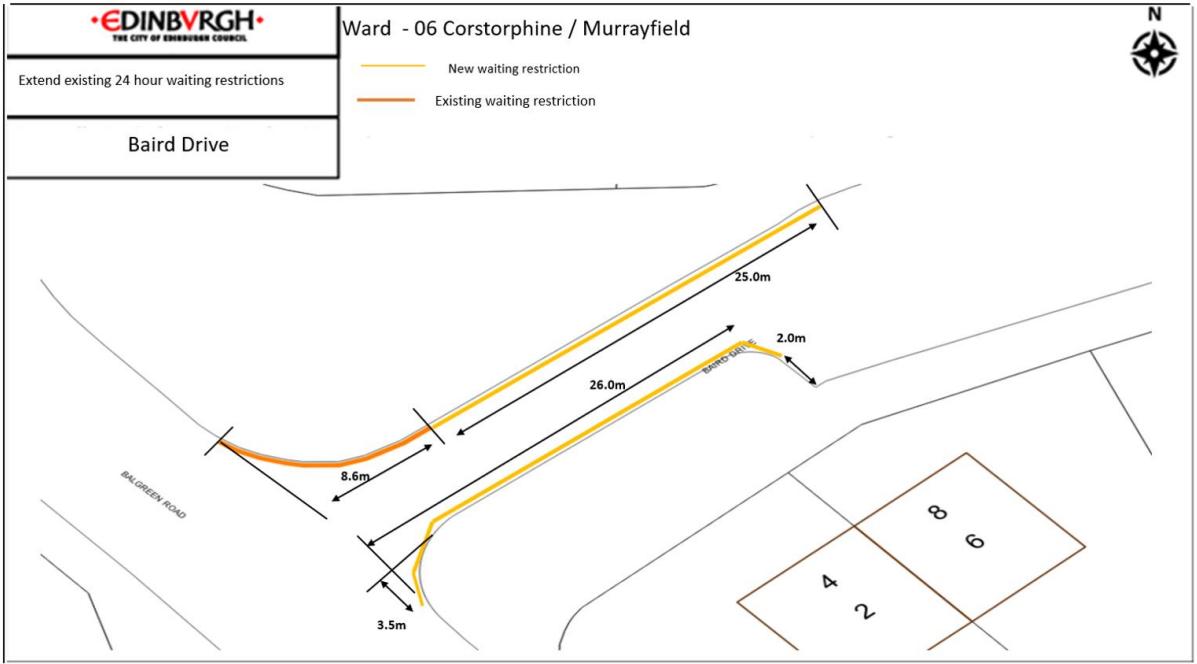 •EDINBVRGH•
THE CITY OF EDINBURGH COUNCIL
Ward - 06 Corstorphine / Murrayfield
N
Extend existing 24 hour waiting restrictions
New waiting restriction
Existing waiting restriction
Baird Drive
25.0m
2.0m
BAIRD DRIVE
26.0m
8.6m
BALGREEN ROAD
8
6
4
2
3.5m